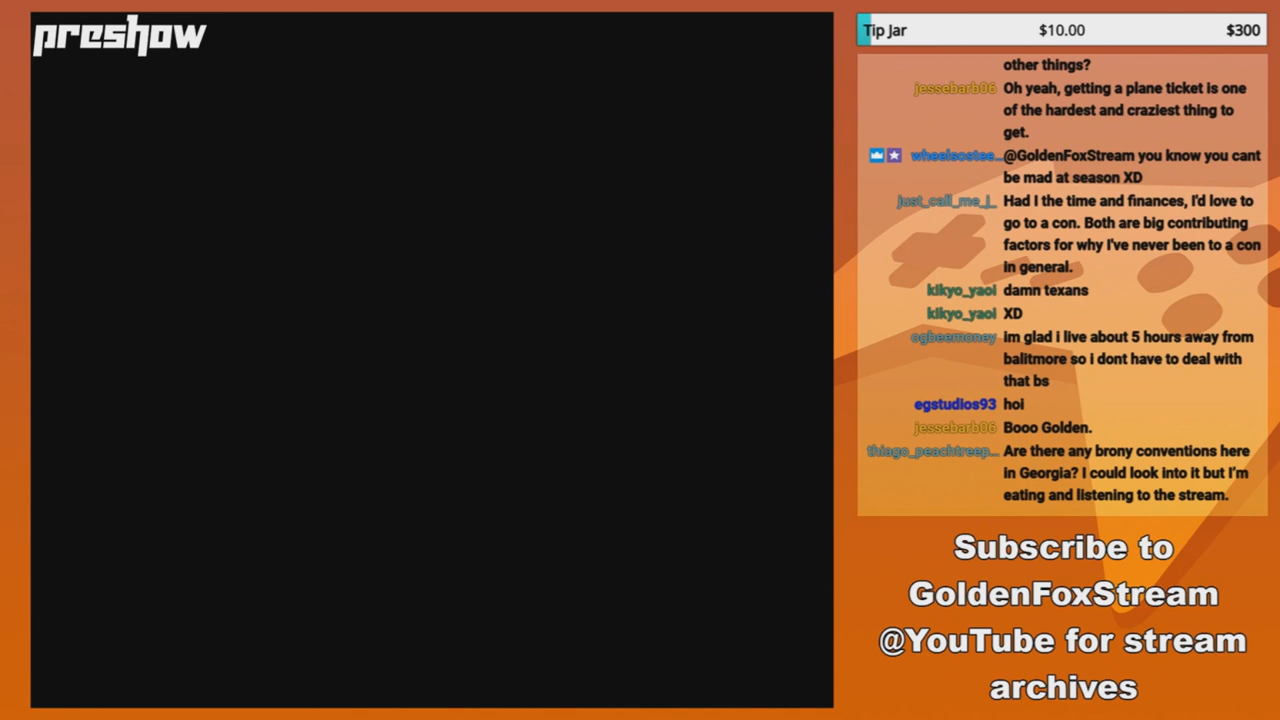 preshow
Tip Jar $10.00 $300
other things?
jessebarb06 Oh yeah, getting a plane ticket is one
of the hardest and craziest thing to
get.
wheelsostee... @GoldenFoxStream you know you cant
be mad at season XD
just_call_me_j_ Had I the time and finances, I'd love to
go to a con. Both are big contributing
factors for why I've never been to a con
in general.
kikyo_yaoi damn texans
kikyo_yaoi XD
ogbeemoney im glad i live about 5 hours away from
balitmore so i dont have to deal with
that bs
egstudios93 hoi
jessebarb06 Booo Golden.
thiago_peachtreep... Are there any brony conventions here
in Georgia? I could look into it but I'm
eating and listening to the stream.
Subscribe to
GoldenFoxStream
@YouTube for stream
archives